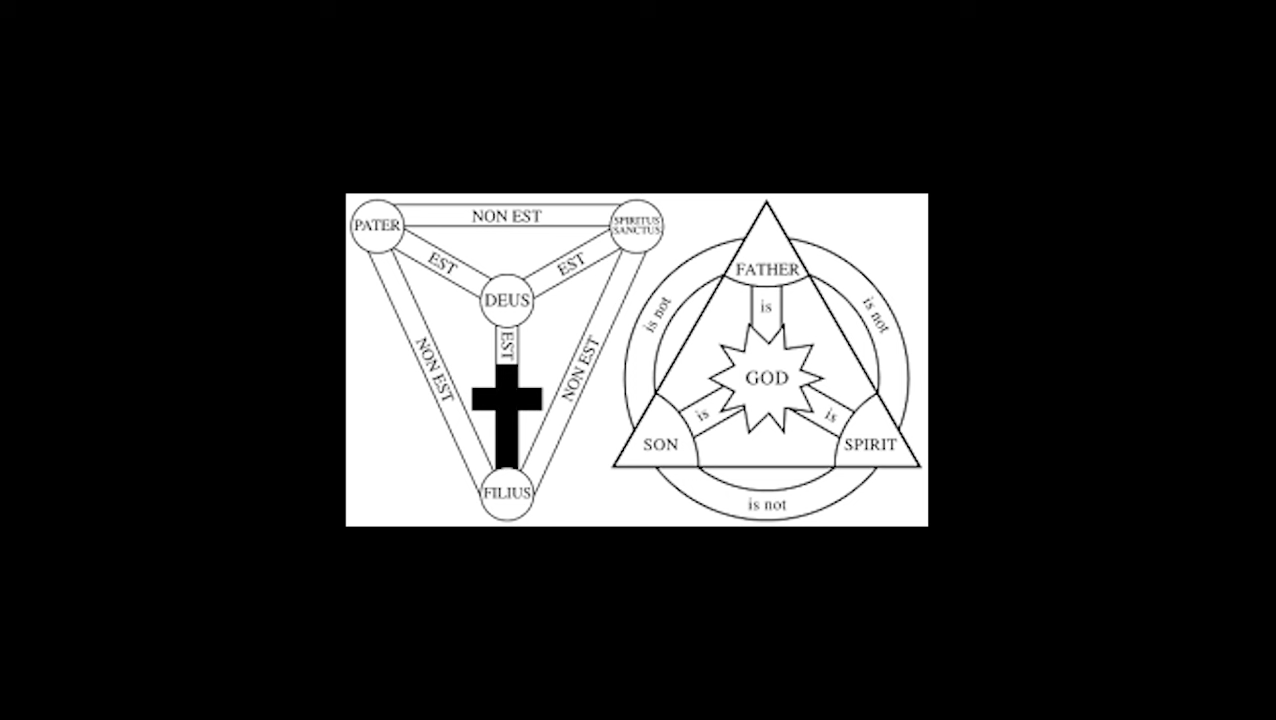 PATER
NON EST
SPIRITUS
SANCTUS
EST
EST
DEUS
EST
NON EST
NON EST
FILIUS
FATHER
is not
is
is not
GOD
is
is
SON
SPIRIT
is not